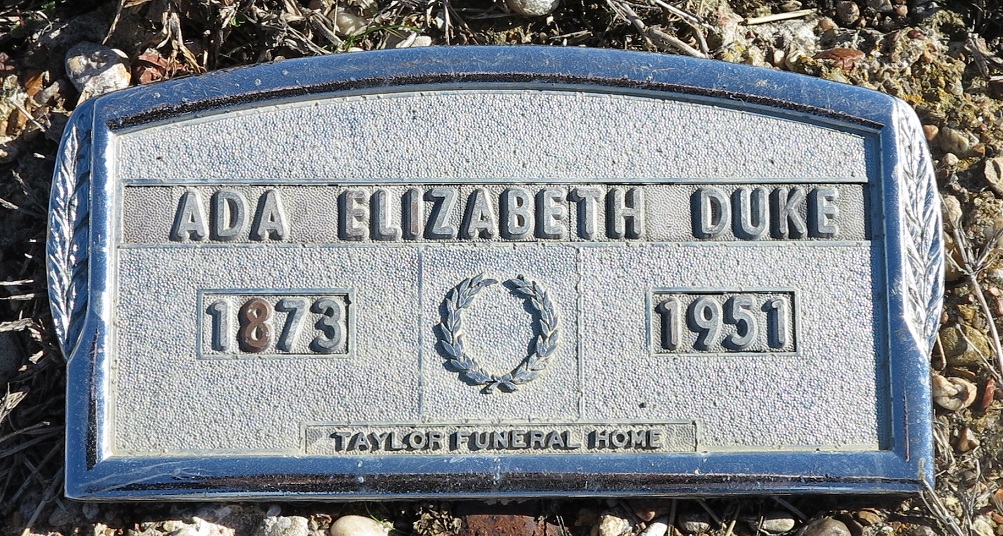 ADA ELIZABETH DUKE
1873 1951
TAYLOR FUNERAL HOME